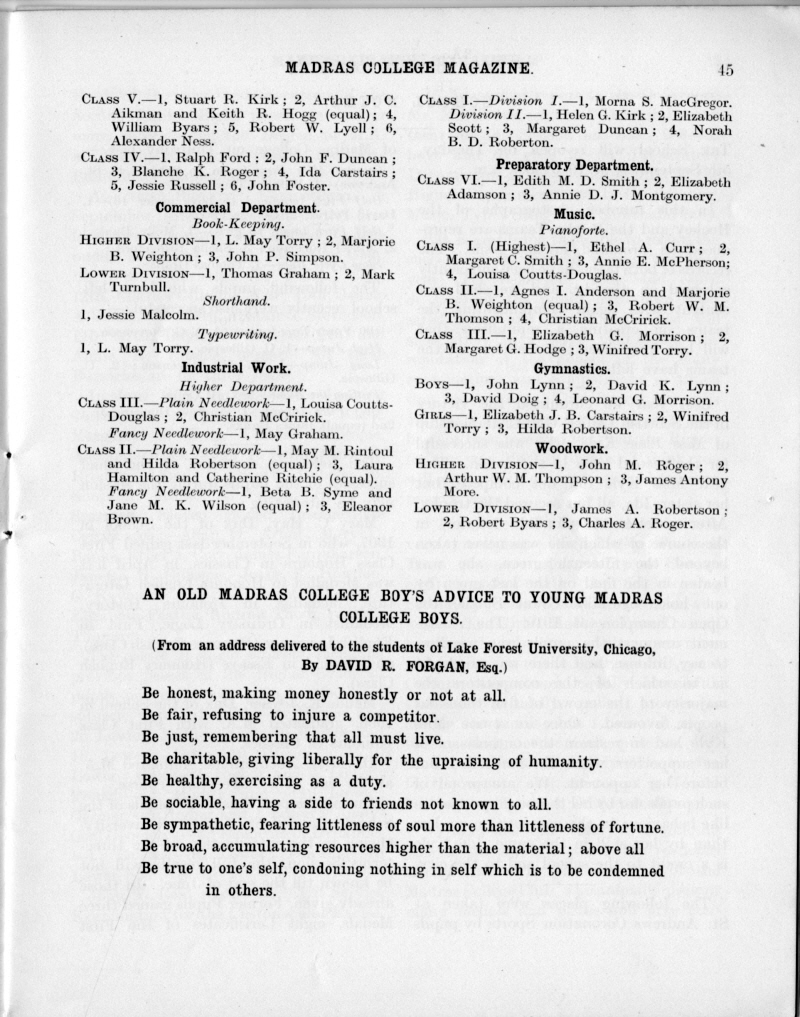 MADRAS COLLEGE MAGAZINE.
45
CLASS V.—1, Stuart R. Kirk ; 2, Arthur J. C.
Aikman and Keith R. Hogg (equal) ; 4,
William Byars ; 5, Robert W. Lyell ; 6,
Alexander Ness.
CLASS IV.—1. Ralph Ford : 2, John F. Duncan ;
3, Blanche K. Roger ; 4, Ida Carstairs ;
5, Jessie Russell ; 6, John Foster.
Commercial Department.
Book-Keeping.
HIGHER DIVISION—1, L. May Torry ; 2, Marjorie
B. Weighton ; 3, John P. Simpson.
LOWER DIVISION—1, Thomas Graham ; 2, Mark
Turnbull.
Shorthand.
1, Jessie Malcolm.
Typewriting.
1, L. May Torry.
Industrial Work.
Higher Department.
CLASS III.—Plain Needlework—1, Louisa Coutts-
Douglas ; 2, Christian McCririck.
Fancy Needlework—1, May Graham.
CLASS II.—Plain Needlework—1, May M. Rintoul
and Hilda Robertson (equal) ; 3, Laura
Hamilton and Catherine Ritchie (equal).
Fancy Needlework—1, Beta B. Syme and
Jane M. K. Wilson (equal) ; 3, Eleanor
Brown.
CLASS I.—Division I.—1, Morna S. MacGregor.
Division II.—1, Helen G. Kirk ; 2, Elizabeth
Scott ; 3, Margaret Duncan ; 4, Norah
B. D. Roberton.
Preparatory Department.
CLASS VI.—1, Edith M. D. Smith ; 2, Elizabeth
Adamson ; 3, Annie D. J. Montgomery.
Music.
Pianoforte.
CLASS I. (Highest)—1, Ethel A. Curr ; 2,
Margaret C. Smith ; 3, Annie E. McPherson;
4, Louisa Coutts-Douglas.
CLASS II.—1, Agnes I. Anderson and Marjorie
B. Weighton (equal) ; 3, Robert W. M.
Thomson ; 4, Christian McCririck.
CLASS III.—1, Elizabeth G. Morrison ; 2,
Margaret G. Hodge ; 3, Winifred Torry.
Gymnastics.
BOYS—1, John Lynn ; 2, David K. Lynn ;
3, David Doig ; 4, Leonard G. Morrison.
GIRLS—1, Elizabeth J. B. Carstairs ; 2, Winifred
Torry ; 3, Hilda Robertson.
Woodwork.
HIGHER DIVISION—1, John M. Roger ; 2,
Arthur W. M. Thompson ; 3, James Antony
More.
LOWER DIVISION—1, James A. Robertson ;
2, Robert Byars ; 3, Charles A. Roger.
AN OLD MADRAS COLLEGE BOY'S ADVICE TO YOUNG MADRAS
COLLEGE BOYS.
(From an address delivered to the students of Lake Forest University, Chicago,
By DAVID R. FORGAN, Esq.)
Be honest, making money honestly or not at all.
Be fair, refusing to injure a competitor.
Be just, remembering that all must live.
Be charitable, giving liberally for the upraising of humanity.
Be healthy, exercising as a duty.
Be sociable, having a side to friends not known to all.
Be sympathetic, fearing littleness of soul more than littleness of fortune.
Be broad, accumulating resources higher than the material ; above all
Be true to one's self, condoning nothing in self which is to be condemned
in others.